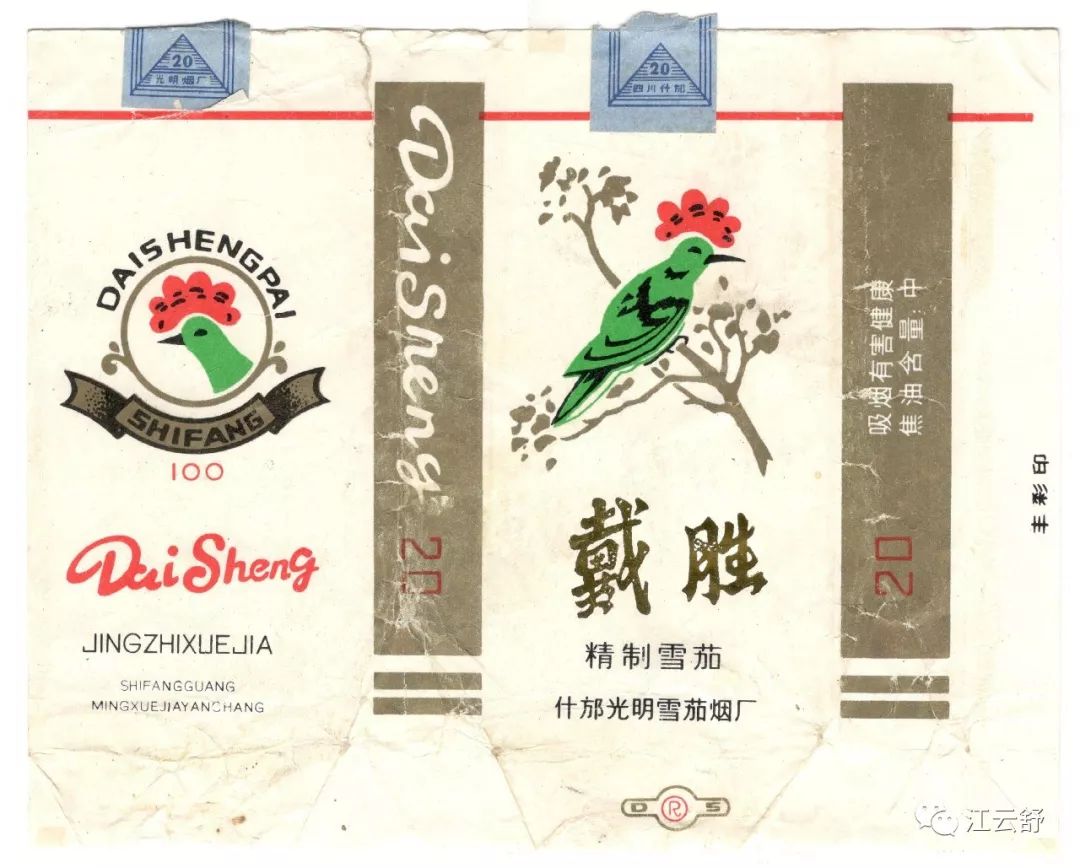 20
光明烟厂
20
四川什邡
DAISHENGPAI
SHIFANG
100
DaiSheng
JINGZHIXUEJIA
SHIFANGGUANG
MINGXUEJIAYANCHANG
DaiSheng
20
戴胜
精制雪茄
什邡光明雪茄烟厂
D R S
吸烟有害健康
焦油含量:中
20
丰彩印
江云舒